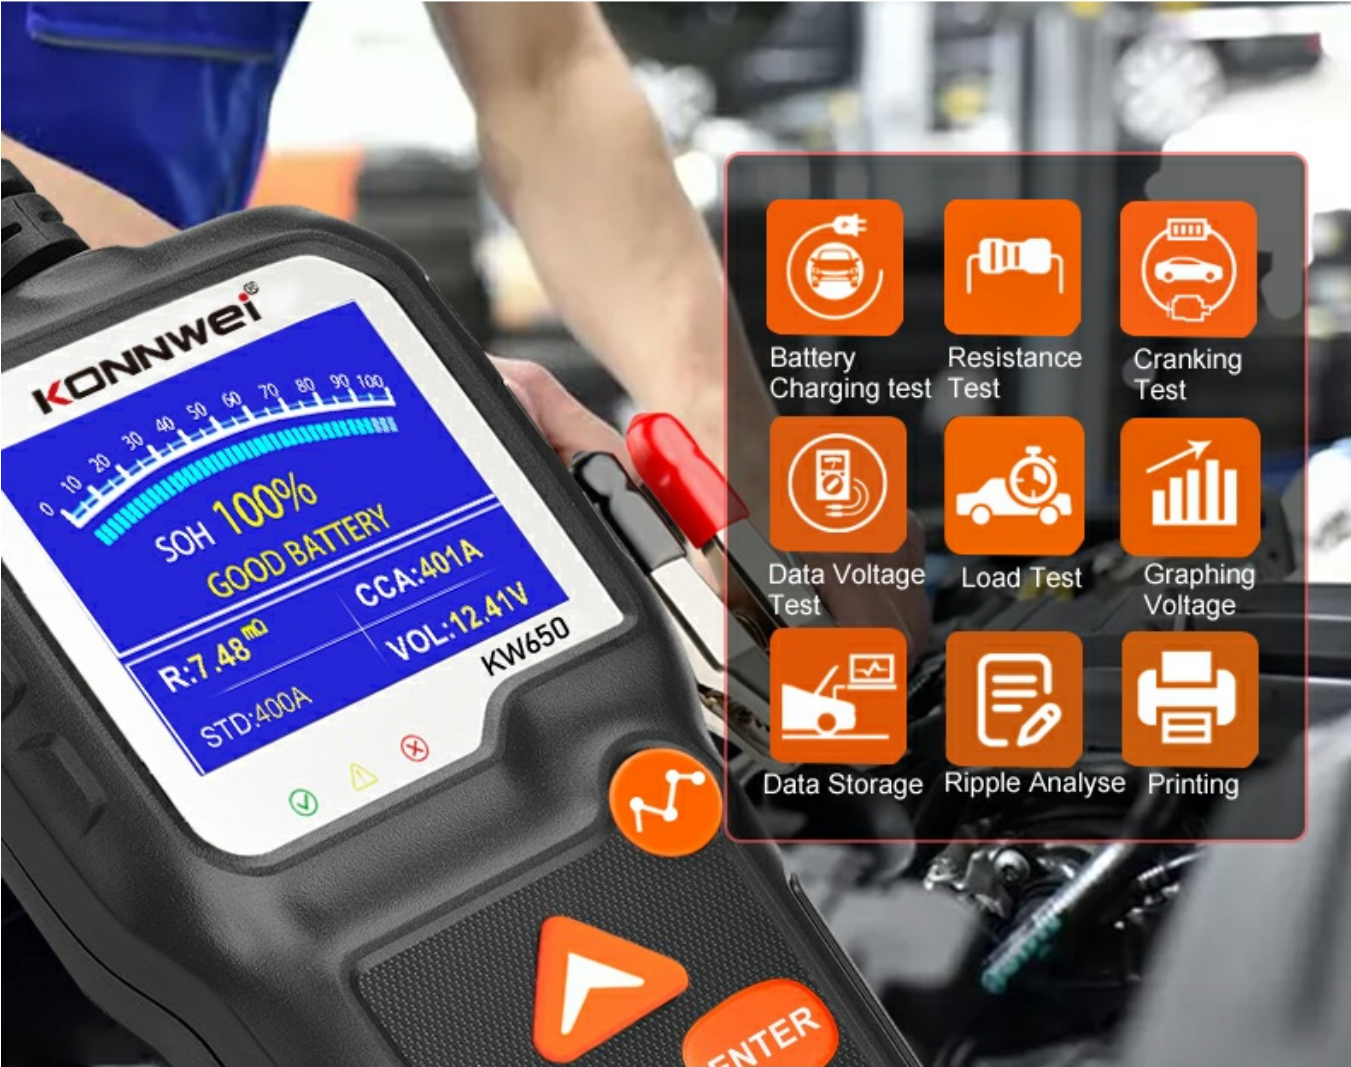 KONNWEI®
0 10 20 30 40 50 60 70 80 90 100
SOH 100%
GOOD BATTERY
R:7.48mΩ
CCA:401A
STD:400A
VOL:12.41V
KW650
ENTER
Battery
Charging test
Resistance
Test
Cranking
Test
Data Voltage
Test
Load Test
Graphing
Voltage
Data Storage
Ripple Analyse
Printing